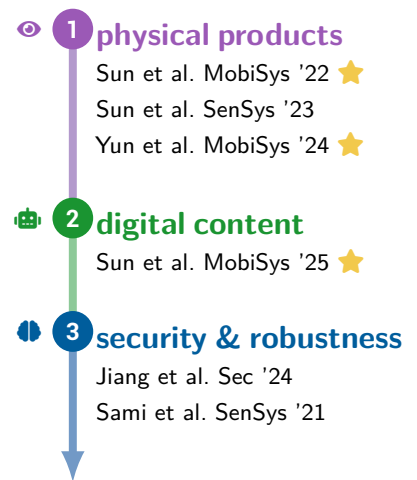 1 physical products
Sun et al. MobiSys '22
Sun et al. SenSys '23
Yun et al. MobiSys '24
2 digital content
Sun et al. MobiSys '25
3 security & robustness
Jiang et al. Sec '24
Sami et al. SenSys '21